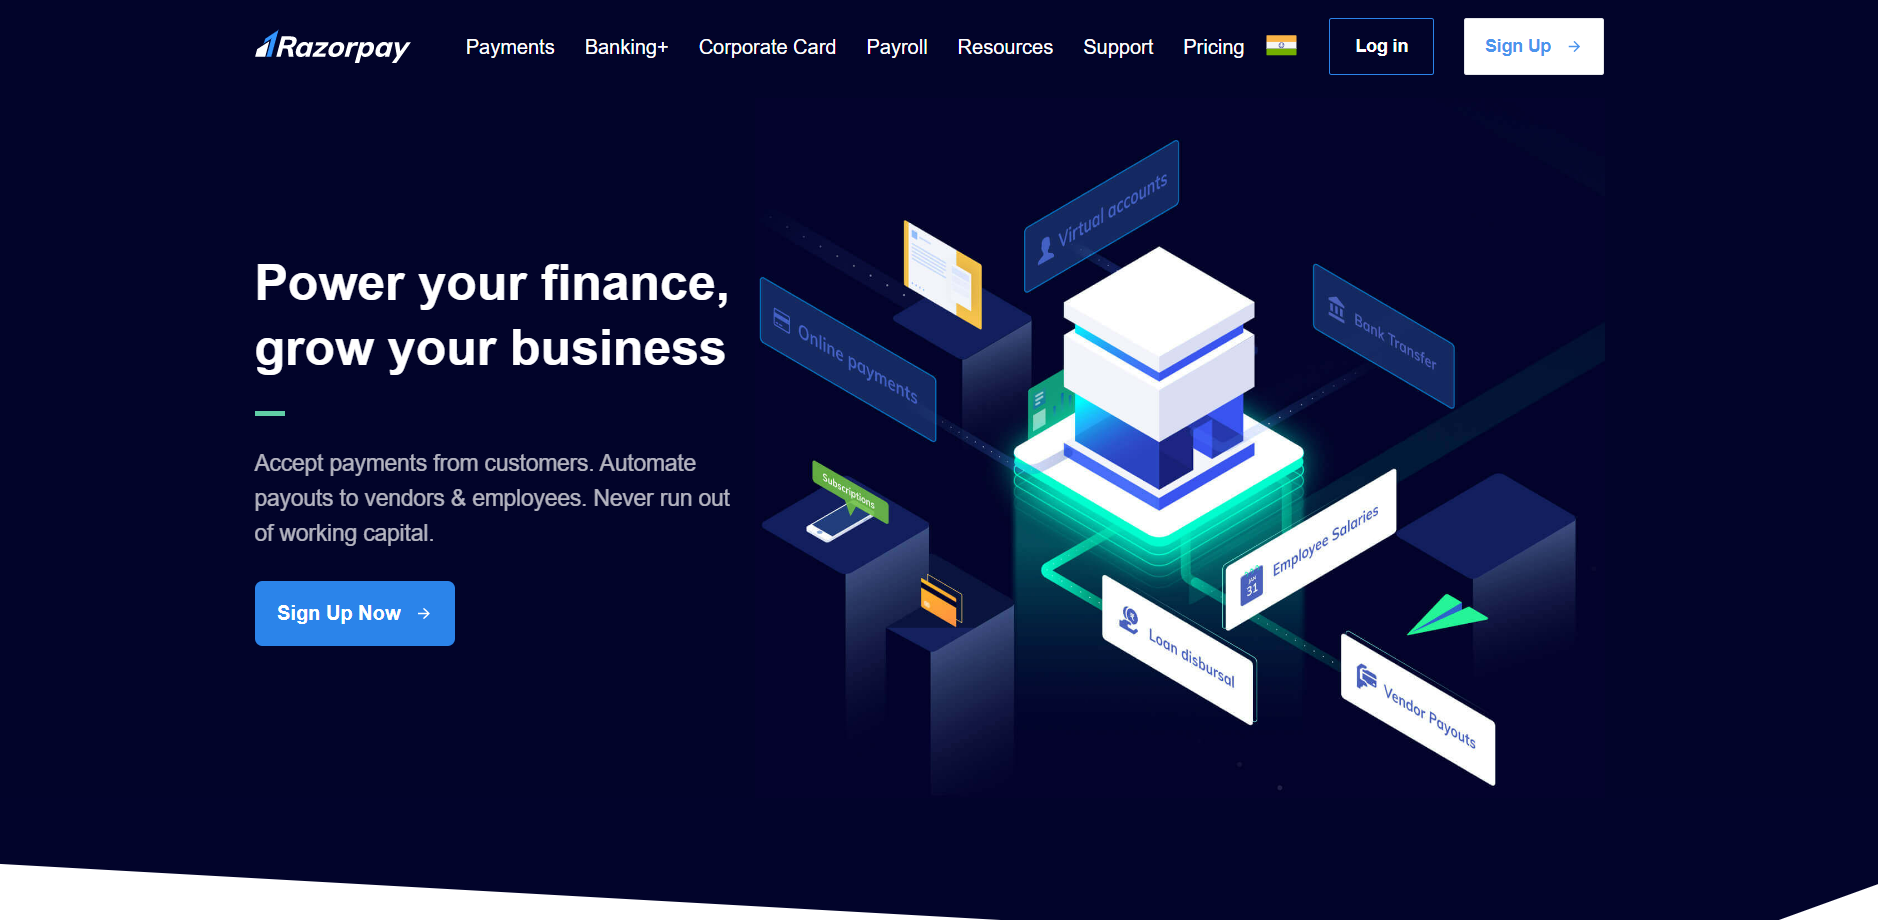 Razorpay
Payments
Banking+
Corporate Card
Payroll
Resources
Support
Pricing
Log in
Sign Up
Power your finance,
grow your business
Accept payments from customers. Automate
payouts to vendors & employees. Never run out
of working capital.
Sign Up Now
Virtual accounts
Online payments
Bank Transfer
Subscriptions
JAN
31
Employee Salaries
Loan disbursal
Vendor Payouts